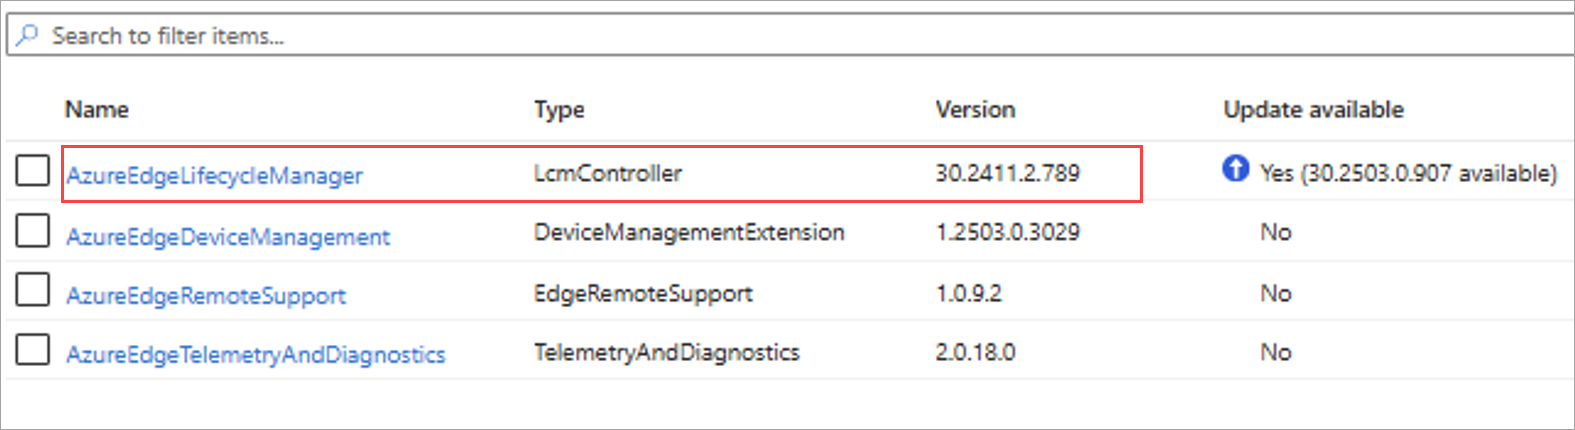 Search to filter items...
Name Type Version Update available
AzureEdgeLifecycleManager LcmController 30.2411.2.789 Yes (30.2503.0.907 available)
AzureEdgeDeviceManagement DeviceManagementExtension 1.2503.0.3029 No
AzureEdgeRemoteSupport EdgeRemoteSupport 1.0.9.2 No
AzureEdgeTelemetryAndDiagnostics TelemetryAndDiagnostics 2.0.18.0 No